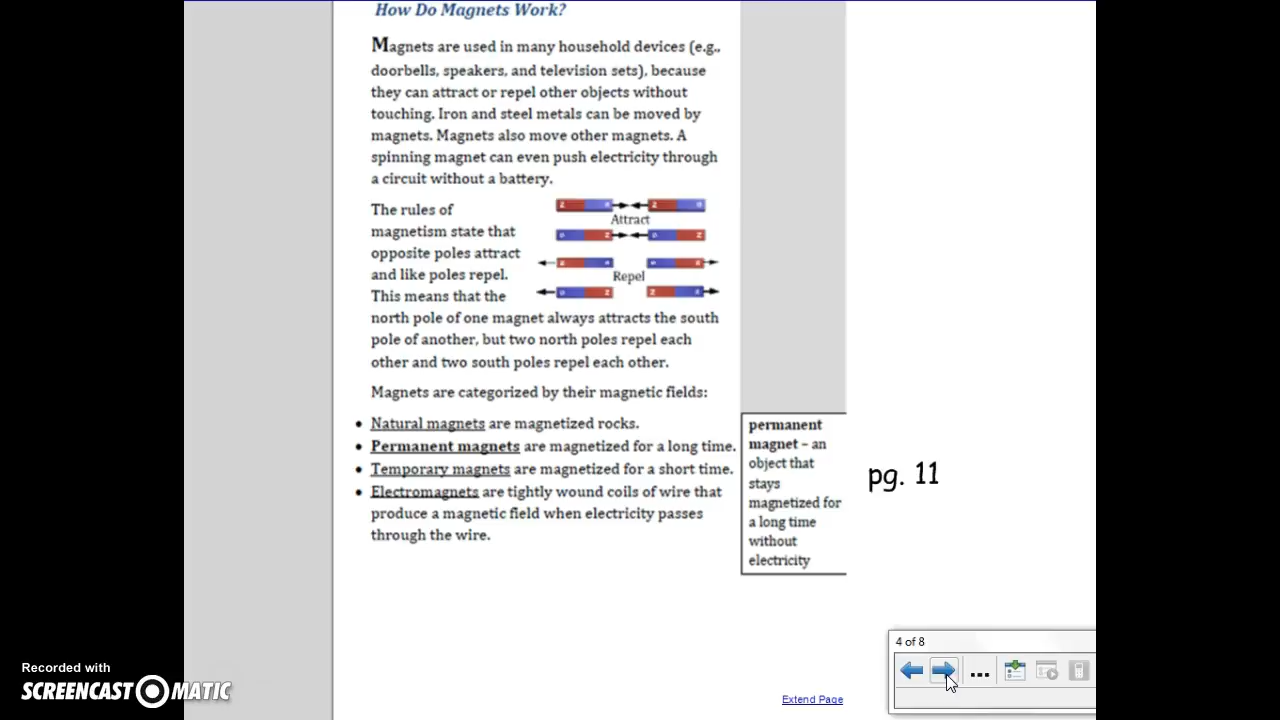 How Do Magnets Work?
Magnets are used in many household devices (e.g.,
doorbells, speakers, and television sets), because
they can attract or repel other objects without
touching. Iron and steel metals can be moved by
magnets. Magnets also move other magnets. A
spinning magnet can even push electricity through
a circuit without a battery.
The rules of
magnetism state that
opposite poles attract
and like poles repel.
This means that the
north pole of one magnet always attracts the south
pole of another, but two north poles repel each
other and two south poles repel each other.
Attract
Repel
Magnets are categorized by their magnetic fields:
• Natural magnets are magnetized rocks.
• Permanent magnets are magnetized for a long time.
• Temporary magnets are magnetized for a short time.
• Electromagnets are tightly wound coils of wire that
produce a magnetic field when electricity passes
through the wire.
permanent
magnet – an
object that
stays
magnetized for
a long time
without
electricity
pg. 11
4 of 8
Extend Page
Recorded with
SCREENCAST-O-MATIC